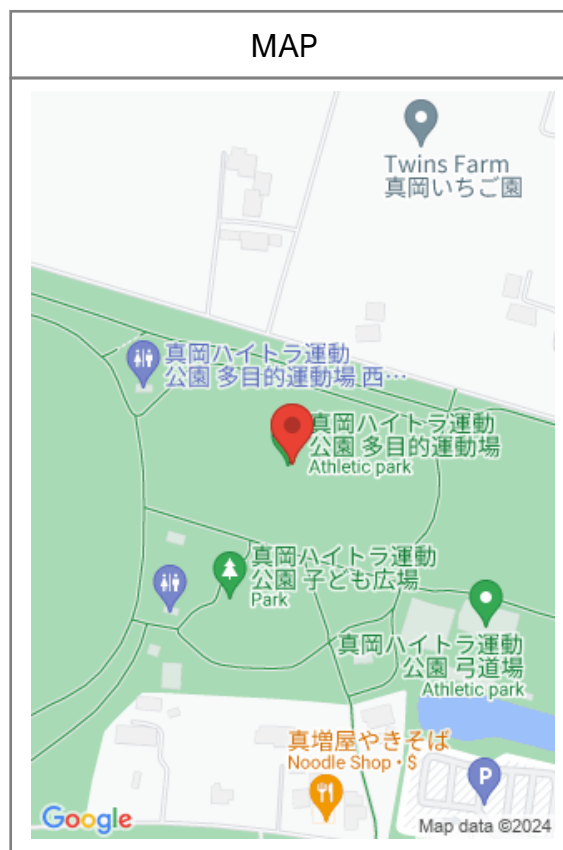 MAP
Twins Farm
真岡いちご園
真岡ハイトラ運動
公園 多目的運動場 西…
真岡ハイトラ運動
公園 多目的運動場
Athletic park
真岡ハイトラ運動
公園 子ども広場
Park
真岡ハイトラ運動
公園 弓道場
Athletic park
真増屋やきそば
Noodle Shop・$
P
Google
Map data ©2024